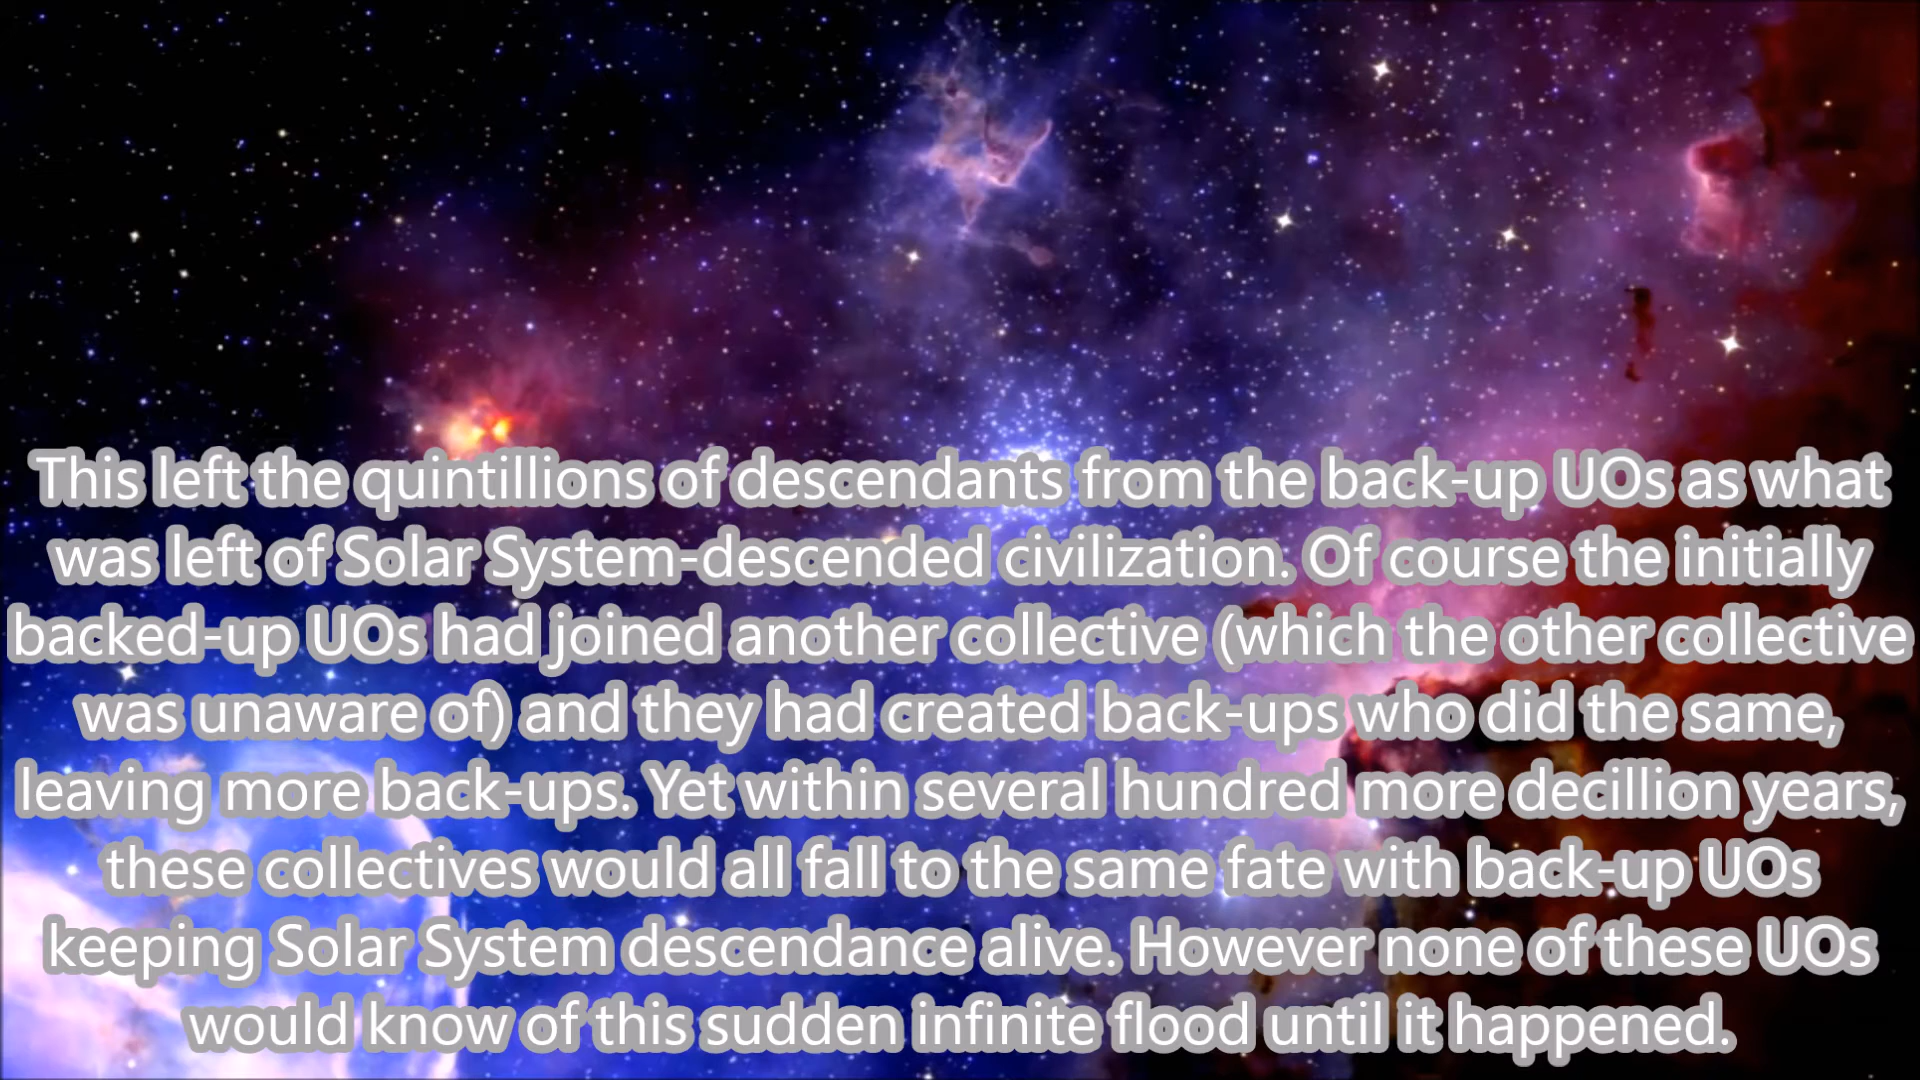 This left the quintillions of descendants from the back-up UOs as what
was left of Solar System-descended civilization. Of course the initially
backed-up UOs had joined another collective (which the other collective
was unaware of) and they had created back-ups who did the same,
leaving more back-ups. Yet within several hundred more decillion years,
these collectives would all fall to the same fate with back-up UOs
keeping Solar System descendance alive. However none of these UOs
would know of this sudden infinite flood until it happened.